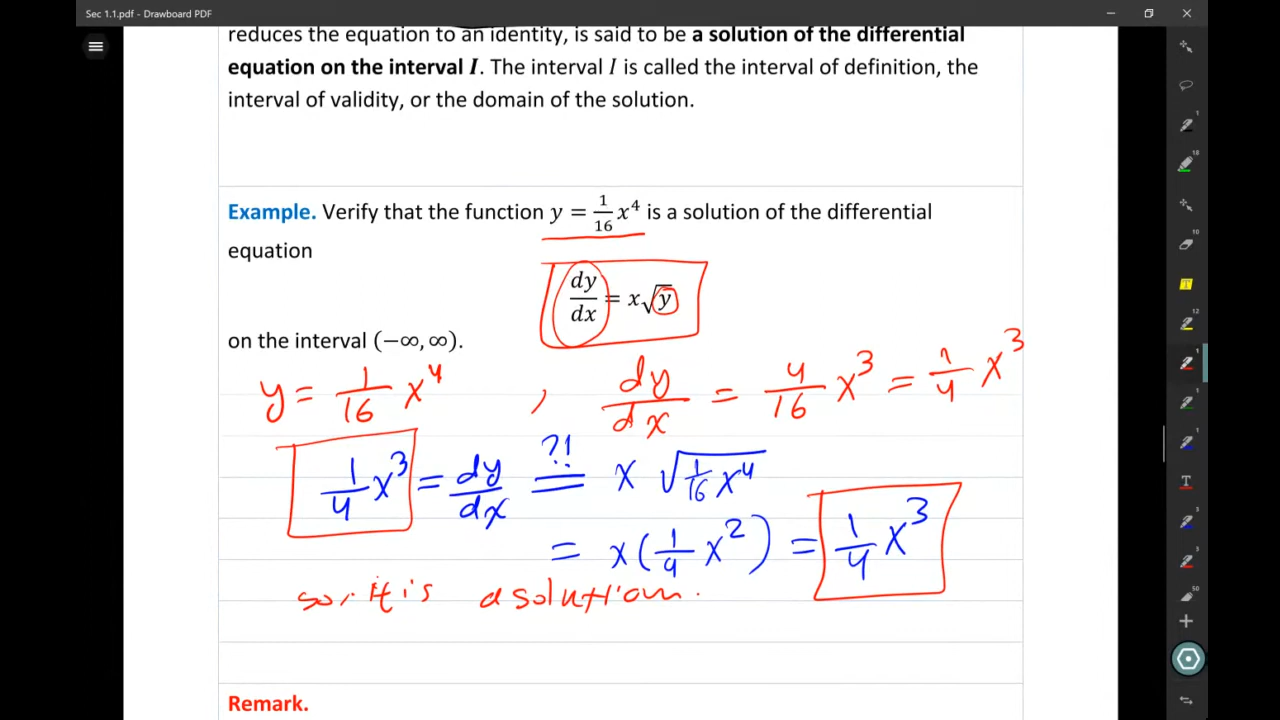 Sec 1.1.pdf - Drawboard PDF
reduces the equation to an identity, is said to be a solution of the differential
equation on the interval I. The interval I is called the interval of definition, the
interval of validity, or the domain of the solution.
Example. Verify that the function y = 1/16 x⁴ is a solution of the differential
equation
dy/dx = x√y
on the interval (−∞, ∞).
y = 1/16 x⁴ , dy/dx = 4/16 x³ = 1/4 x³
1/4 x³ = dy/dx ?! = x √(1/16 x⁴)
= x(1/4 x²) = 1/4 x³
so, it is a solution.
Remark.